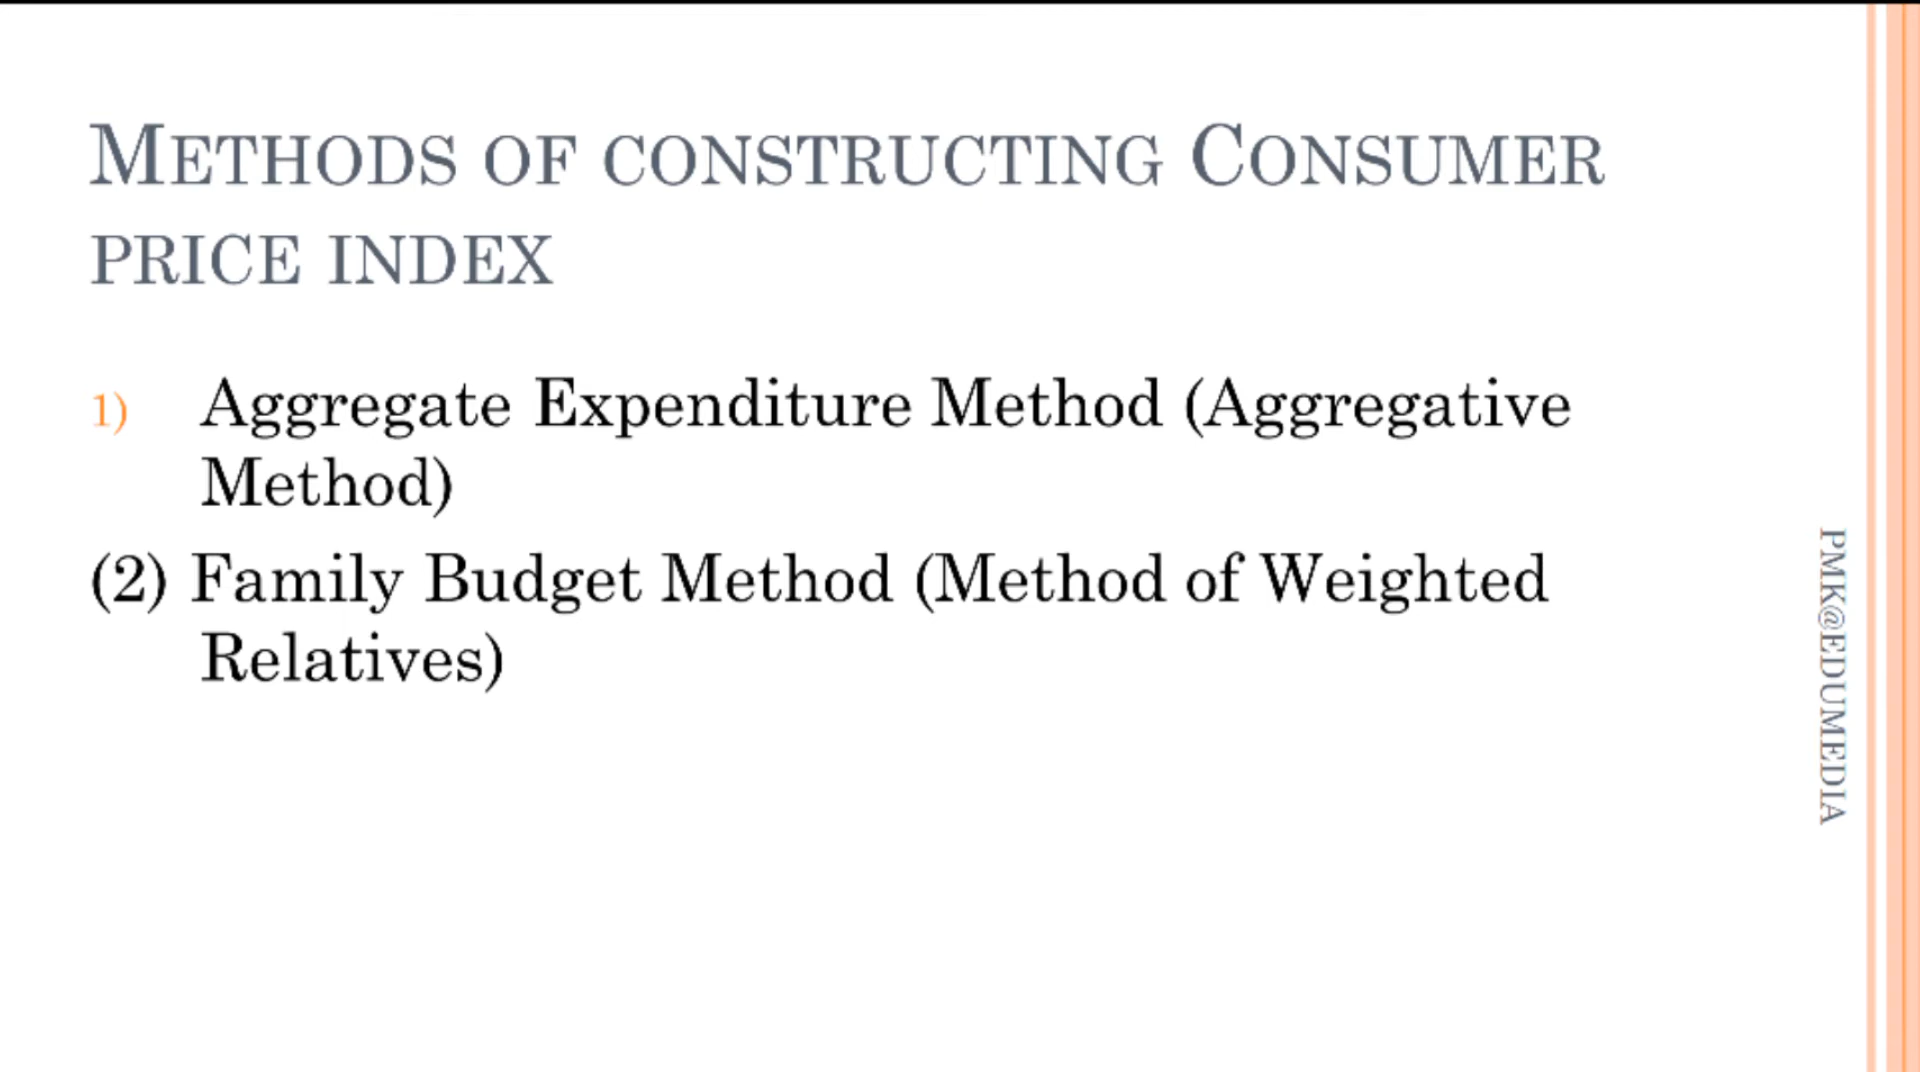 METHODS OF CONSTRUCTING CONSUMER
PRICE INDEX
1) Aggregate Expenditure Method (Aggregative
Method)
(2) Family Budget Method (Method of Weighted
Relatives)
PMK@EDUMEDIA